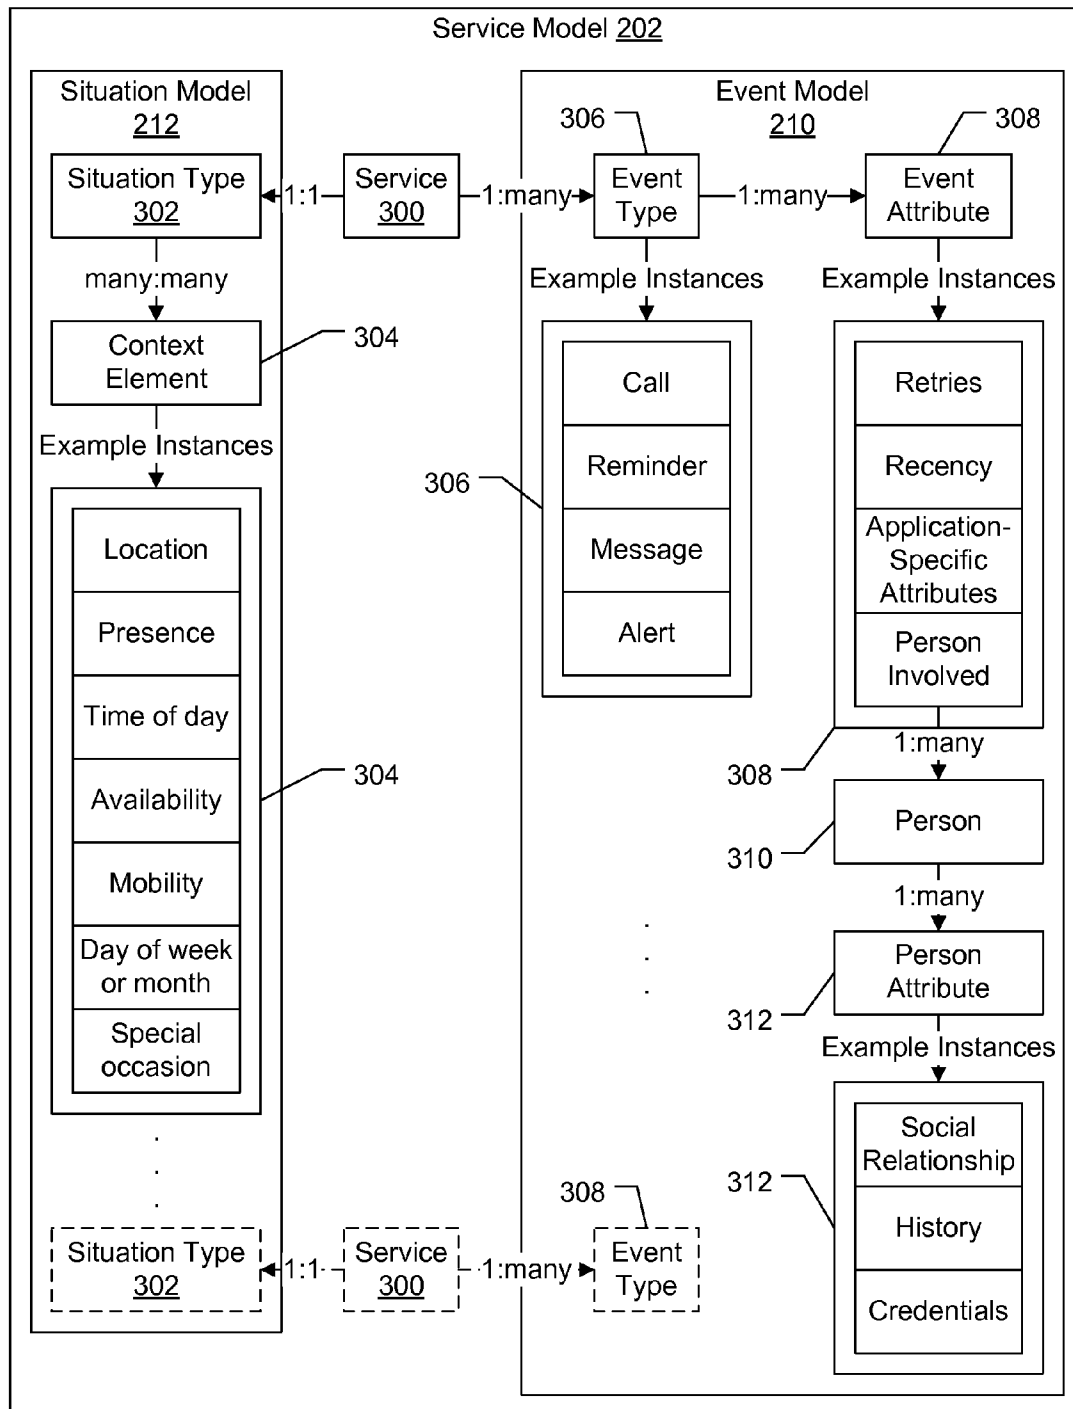 Service Model 202
Situation Model
212
Event Model
210
306
308
Situation Type
302
1:1
Service
300
1:many
Event
Type
1:many
Event
Attribute
many:many
Example Instances
Example Instances
Context
Element
304
Example Instances
Location
Presence
Time of day
Availability
Mobility
Day of week
or month
Special
occasion
304
Call
Reminder
Message
Alert
306
Retries
Recency
Application-
Specific
Attributes
Person
Involved
308
1:many
Person
310
1:many
Person
Attribute
312
Example Instances
Social
Relationship
History
Credentials
312
308
Situation Type
302
1:1
Service
300
1:many
Event
Type